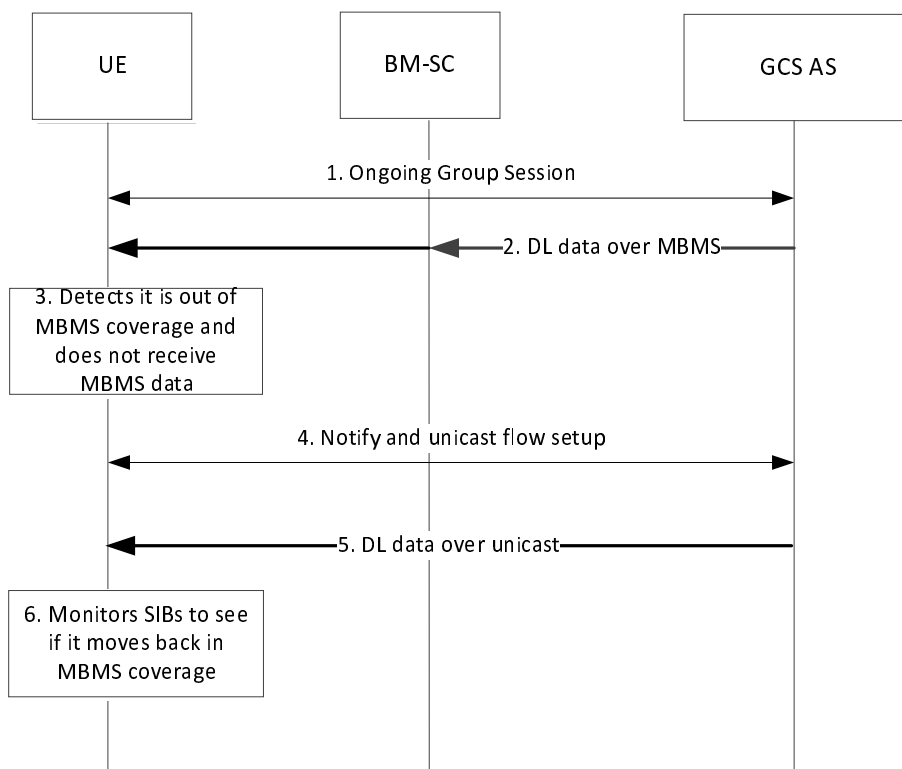 UE
BM-SC
GCS AS
1. Ongoing Group Session
2. DL data over MBMS
3. Detects it is out of
MBMS coverage and
does not receive
MBMS data
4. Notify and unicast flow setup
5. DL data over unicast
6. Monitors SIBs to see
if it moves back in
MBMS coverage